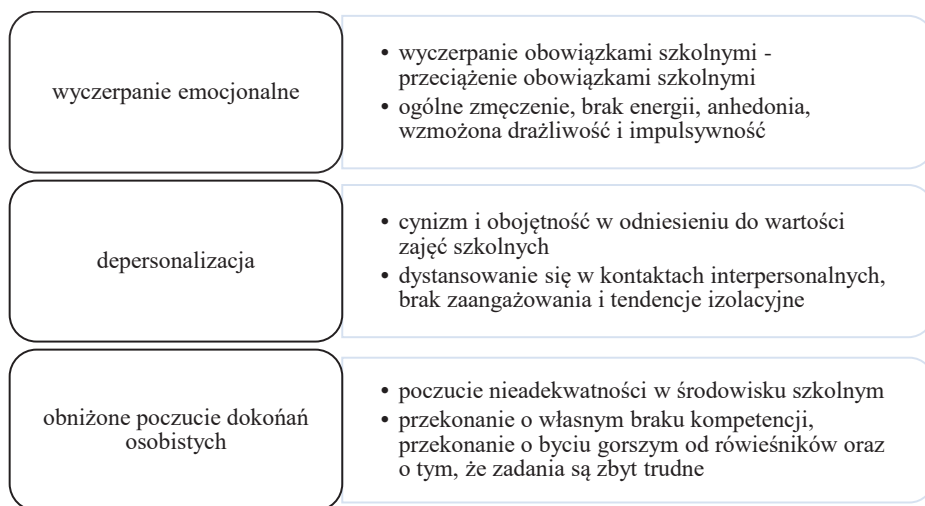 wyczerpanie emocjonalne
• wyczerpanie obowiązkami szkolnymi -
przeciążenie obowiązkami szkolnymi
• ogólne zmęczenie, brak energii, anhedonia,
wzmożona drażliwość i impulsywność
depersonalizacja
• cynizm i obojętność w odniesieniu do wartości
zajęć szkolnych
• dystansowanie się w kontaktach interpersonalnych,
brak zaangażowania i tendencje izolacyjne
obniżone poczucie dokońań
osobistych
• poczucie nieadekwatności w środowisku szkolnym
• przekonanie o własnym braku kompetencji,
przekonanie o byciu gorszym od rówieśników oraz
o tym, że zadania są zbyt trudne